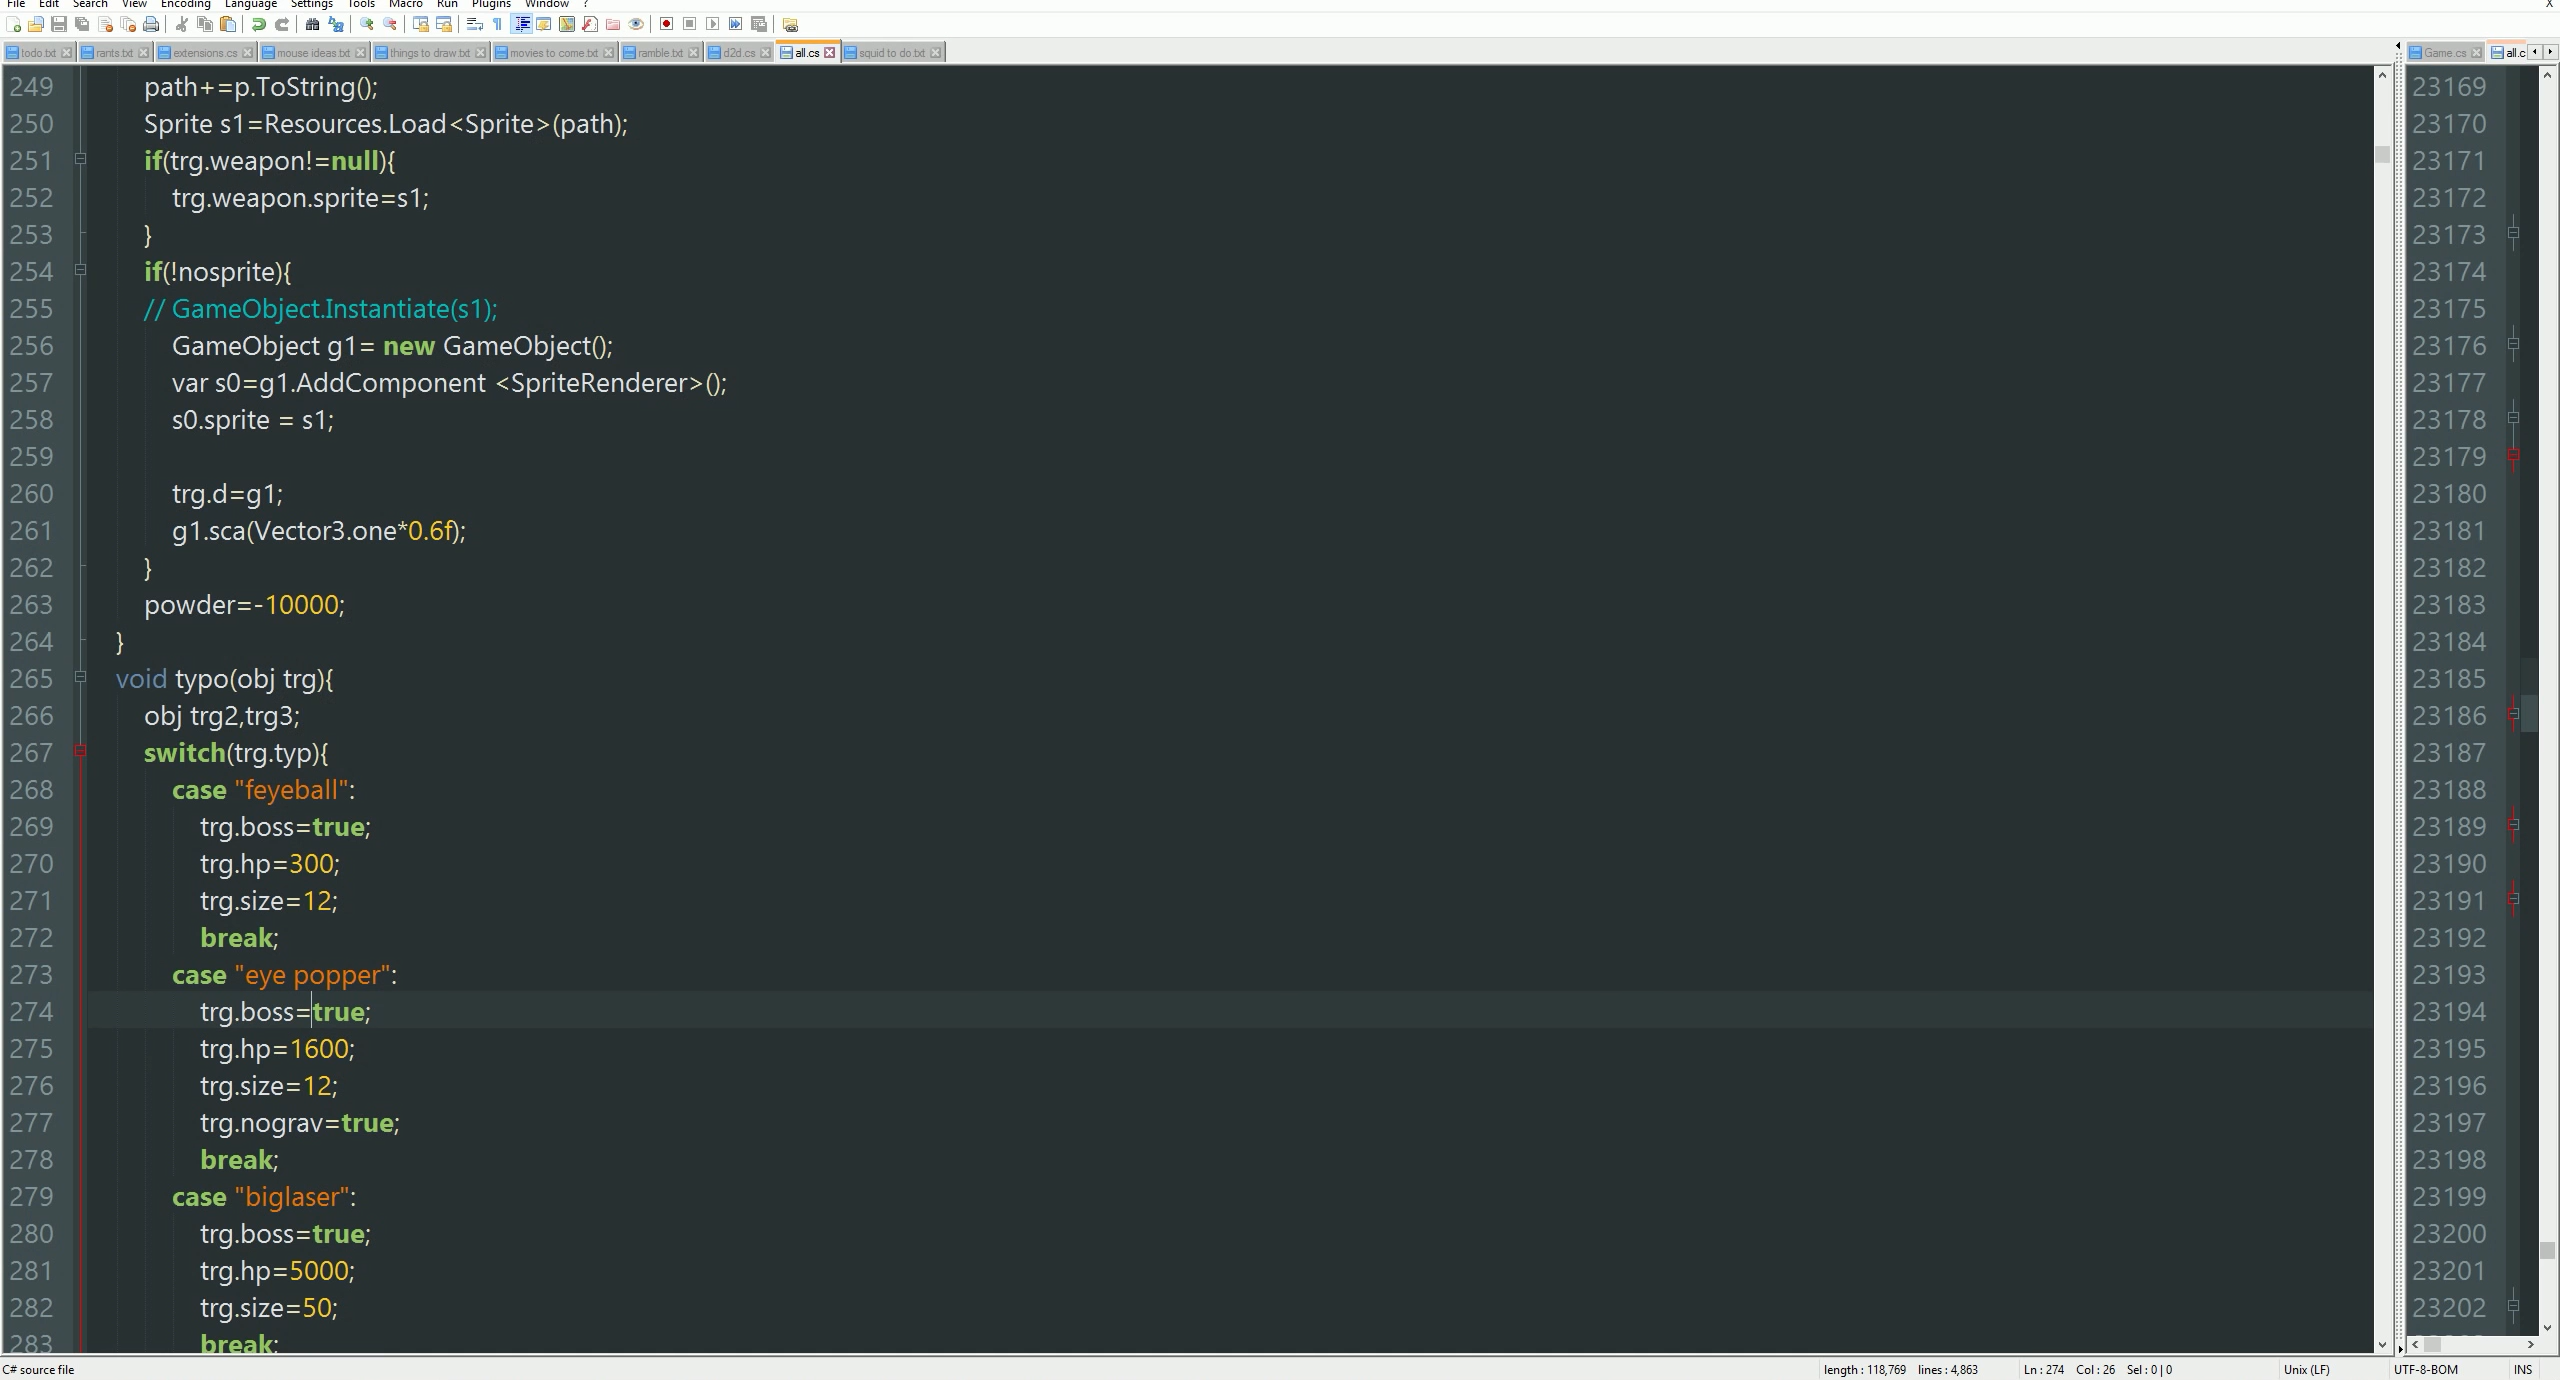 File Edit Search View Encoding Language Settings Tools Macro Run Plugins Window ? X
todo.txt rants.txt extensions.cs mouse ideas.txt things to draw.txt movies to come.txt ramble.txt d2d.cs all.cs squid to do.txt Game.cs all.c
249 path+=p.ToString();
250 Sprite s1=Resources.Load<Sprite>(path);
251 if(trg.weapon!=null){
252 trg.weapon.sprite=s1;
253 }
254 if(!nosprite){
255 // GameObject.Instantiate(s1);
256 GameObject g1= new GameObject();
257 var s0=g1.AddComponent <SpriteRenderer>();
258 s0.sprite = s1;
259
260 trg.d=g1;
261 g1.sca(Vector3.one*0.6f);
262 }
263 powder=-10000;
264 }
265 void typo(obj trg){
266 obj trg2,trg3;
267 switch(trg.typ){
268 case "feyeball":
269 trg.boss=true;
270 trg.hp=300;
271 trg.size=12;
272 break;
273 case "eye popper":
274 trg.boss=true;
275 trg.hp=1600;
276 trg.size=12;
277 trg.nograv=true;
278 break;
279 case "biglaser":
280 trg.boss=true;
281 trg.hp=5000;
282 trg.size=50;
283 break;
23169
23170
23171
23172
23173
23174
23175
23176
23177
23178
23179
23180
23181
23182
23183
23184
23185
23186
23187
23188
23189
23190
23191
23192
23193
23194
23195
23196
23197
23198
23199
23200
23201
23202
C# source file length : 118,769 lines : 4,863 Ln : 274 Col : 26 Sel : 0 | 0 Unix (LF) UTF-8-BOM INS